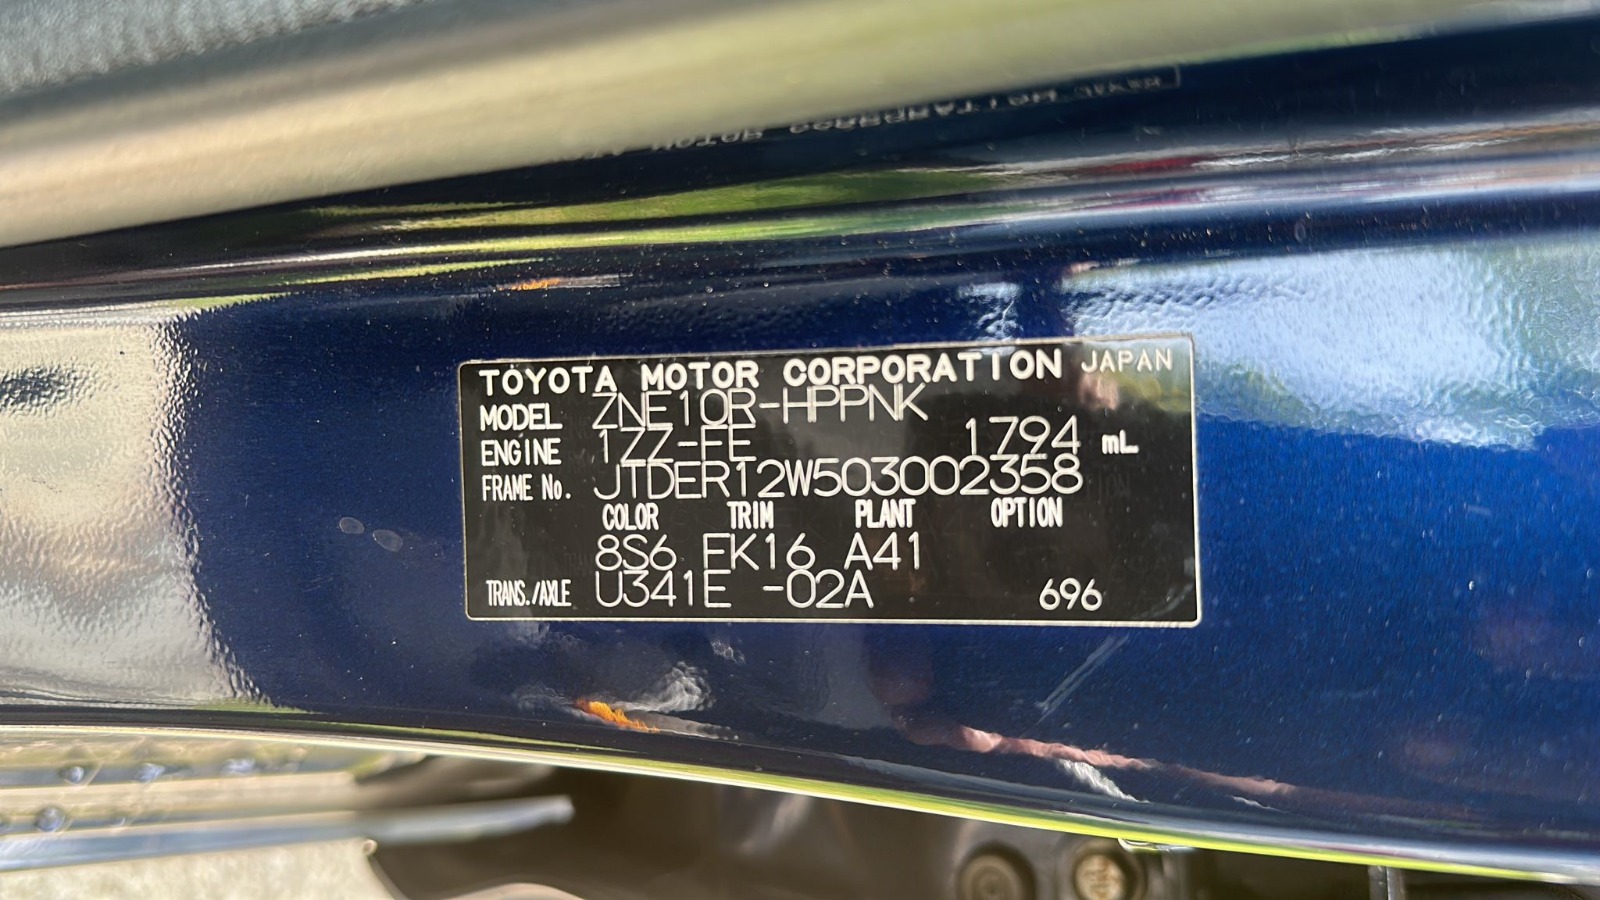 TOYOTA MOTOR CORPORATION JAPAN
MODEL ZNE10R-HPPNK
ENGINE 1ZZ-FE 1794 mL
FRAME No. JTDER12W503002358
COLOR TRIM PLANT OPTION
8S6 FK16 A41
TRANS./AXLE U341E -02A 696